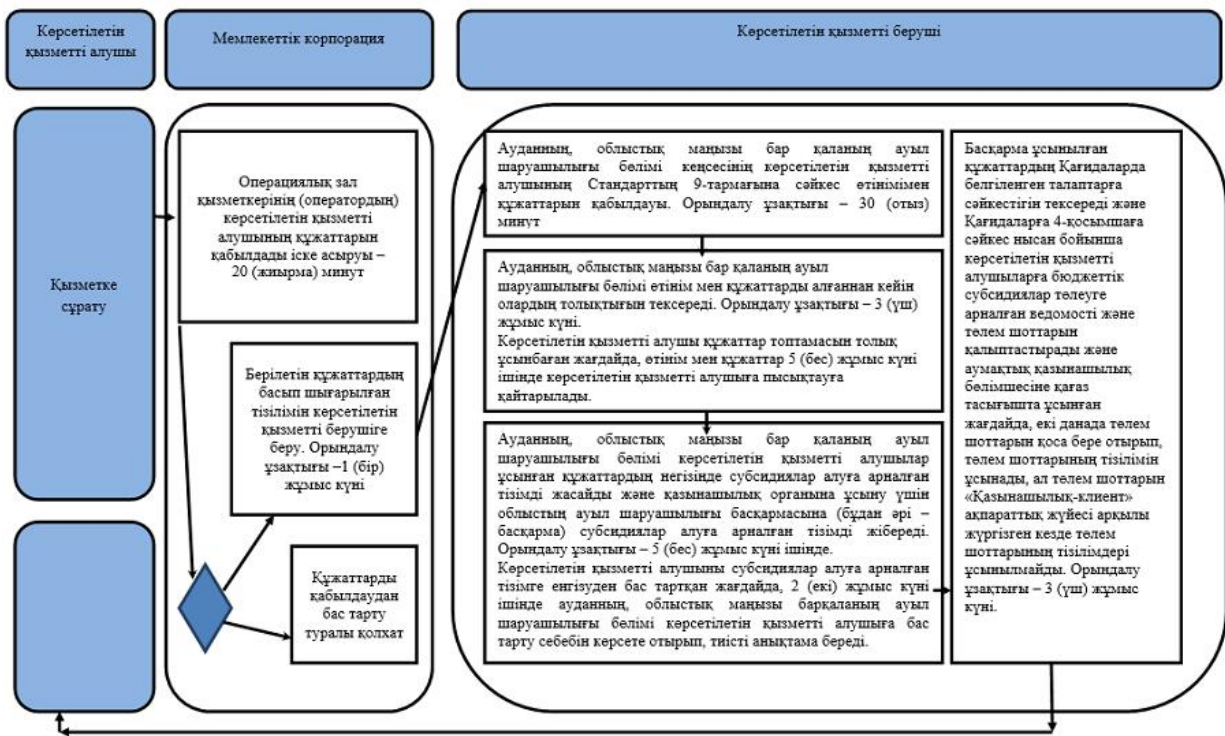 Көрсетілетін
қызметті алушы
Мемлекеттік корпорация
Көрсетілетін қызметті беруші
Қызметке
сұрату
Операциялық зал
қызметкерінің (оператордың)
көрсетілетін қызметті
алушының құжаттарын
қабылдады іске асыруы –
20 (жиырма) минут
Берілетін құжаттардың
басып шығарылған
тізілімін көрсетілетін
қызметті берушіге
беру. Орындалу
ұзақтығы –1 (бір)
жұмыс күні
Құжаттарды
қабылдаудан
бас тарту
туралы қолхат
Ауданның, облыстық маңызы бар қаланың ауыл
шаруашылығы бөлімі кеңсесінің көрсетілетін қызметті
алушының Стандарттың 9-тармағына сәйкес өтінімімен
құжаттарын қабылдауы. Орындалу ұзақтығы – 30 (отыз)
минут
Ауданның, облыстық маңызы бар қаланың ауыл
шаруашылығы бөлімі өтінім мен құжаттарды алғаннан кейін
олардың толықтығын тексереді. Орындалу ұзақтығы – 3 (үш)
жұмыс күні.
Көрсетілетін қызметті алушы құжаттар топтамасын толық
ұсынбаған жағдайда, өтінім мен құжаттар 5 (бес) жұмыс күні
ішінде көрсетілетін қызметті алушыға пысықтауға
қайтарылады.
Ауданның, облыстық маңызы бар қаланың ауыл
шаруашылығы бөлімі көрсетілетін қызметті алушылар
ұсынған құжаттардың негізінде субсидиялар алуға арналған
тізімді жасайды және қазынашылық органына ұсыну үшін
облыстың ауыл шаруашылығы басқармасына (бұдан әрі –
басқарма) субсидиялар алуға арналған тізімді жібереді.
Орындалу ұзақтығы – 5 (бес) жұмыс күні ішінде.
Көрсетілетін қызметті алушыны субсидиялар алуға арналған
тізімге енгізуден бас тартқан жағдайда, 2 (екі) жұмыс күні
ішінде ауданның, облыстық маңызы барқаланың ауыл
шаруашылығы бөлімі көрсетілетін қызметті алушыға бас
тарту себебін көрсете отырып, тиісті анықтама береді.
Басқарма ұсынылған
құжаттардың Қағидаларда
белгіленген талаптарға
сәйкестігін тексереді және
Қағидаларға 4-қосымшаға
сәйкес нысан бойынша
көрсетілетін қызметті
алушыларға бюджеттік
субсидиялар төлеуге
арналған ведомості және
төлем шоттарын
қалыптастырады және
аумақтық қазынашылық
бөлімшесіне қағаз
тасығышта ұсынған
жағдайда, екі данада төлем
шоттарын қоса бере отырып,
төлем шоттарының тізілімін
ұсынады, ал төлем шоттарын
«Қазынашылық-клиент»
ақпараттық жүйесі арқылы
жүргізген кезде төлем
шоттарының тізілімдері
ұсынылмайды. Орындалу
ұзақтығы – 3 (үш) жұмыс
күні.